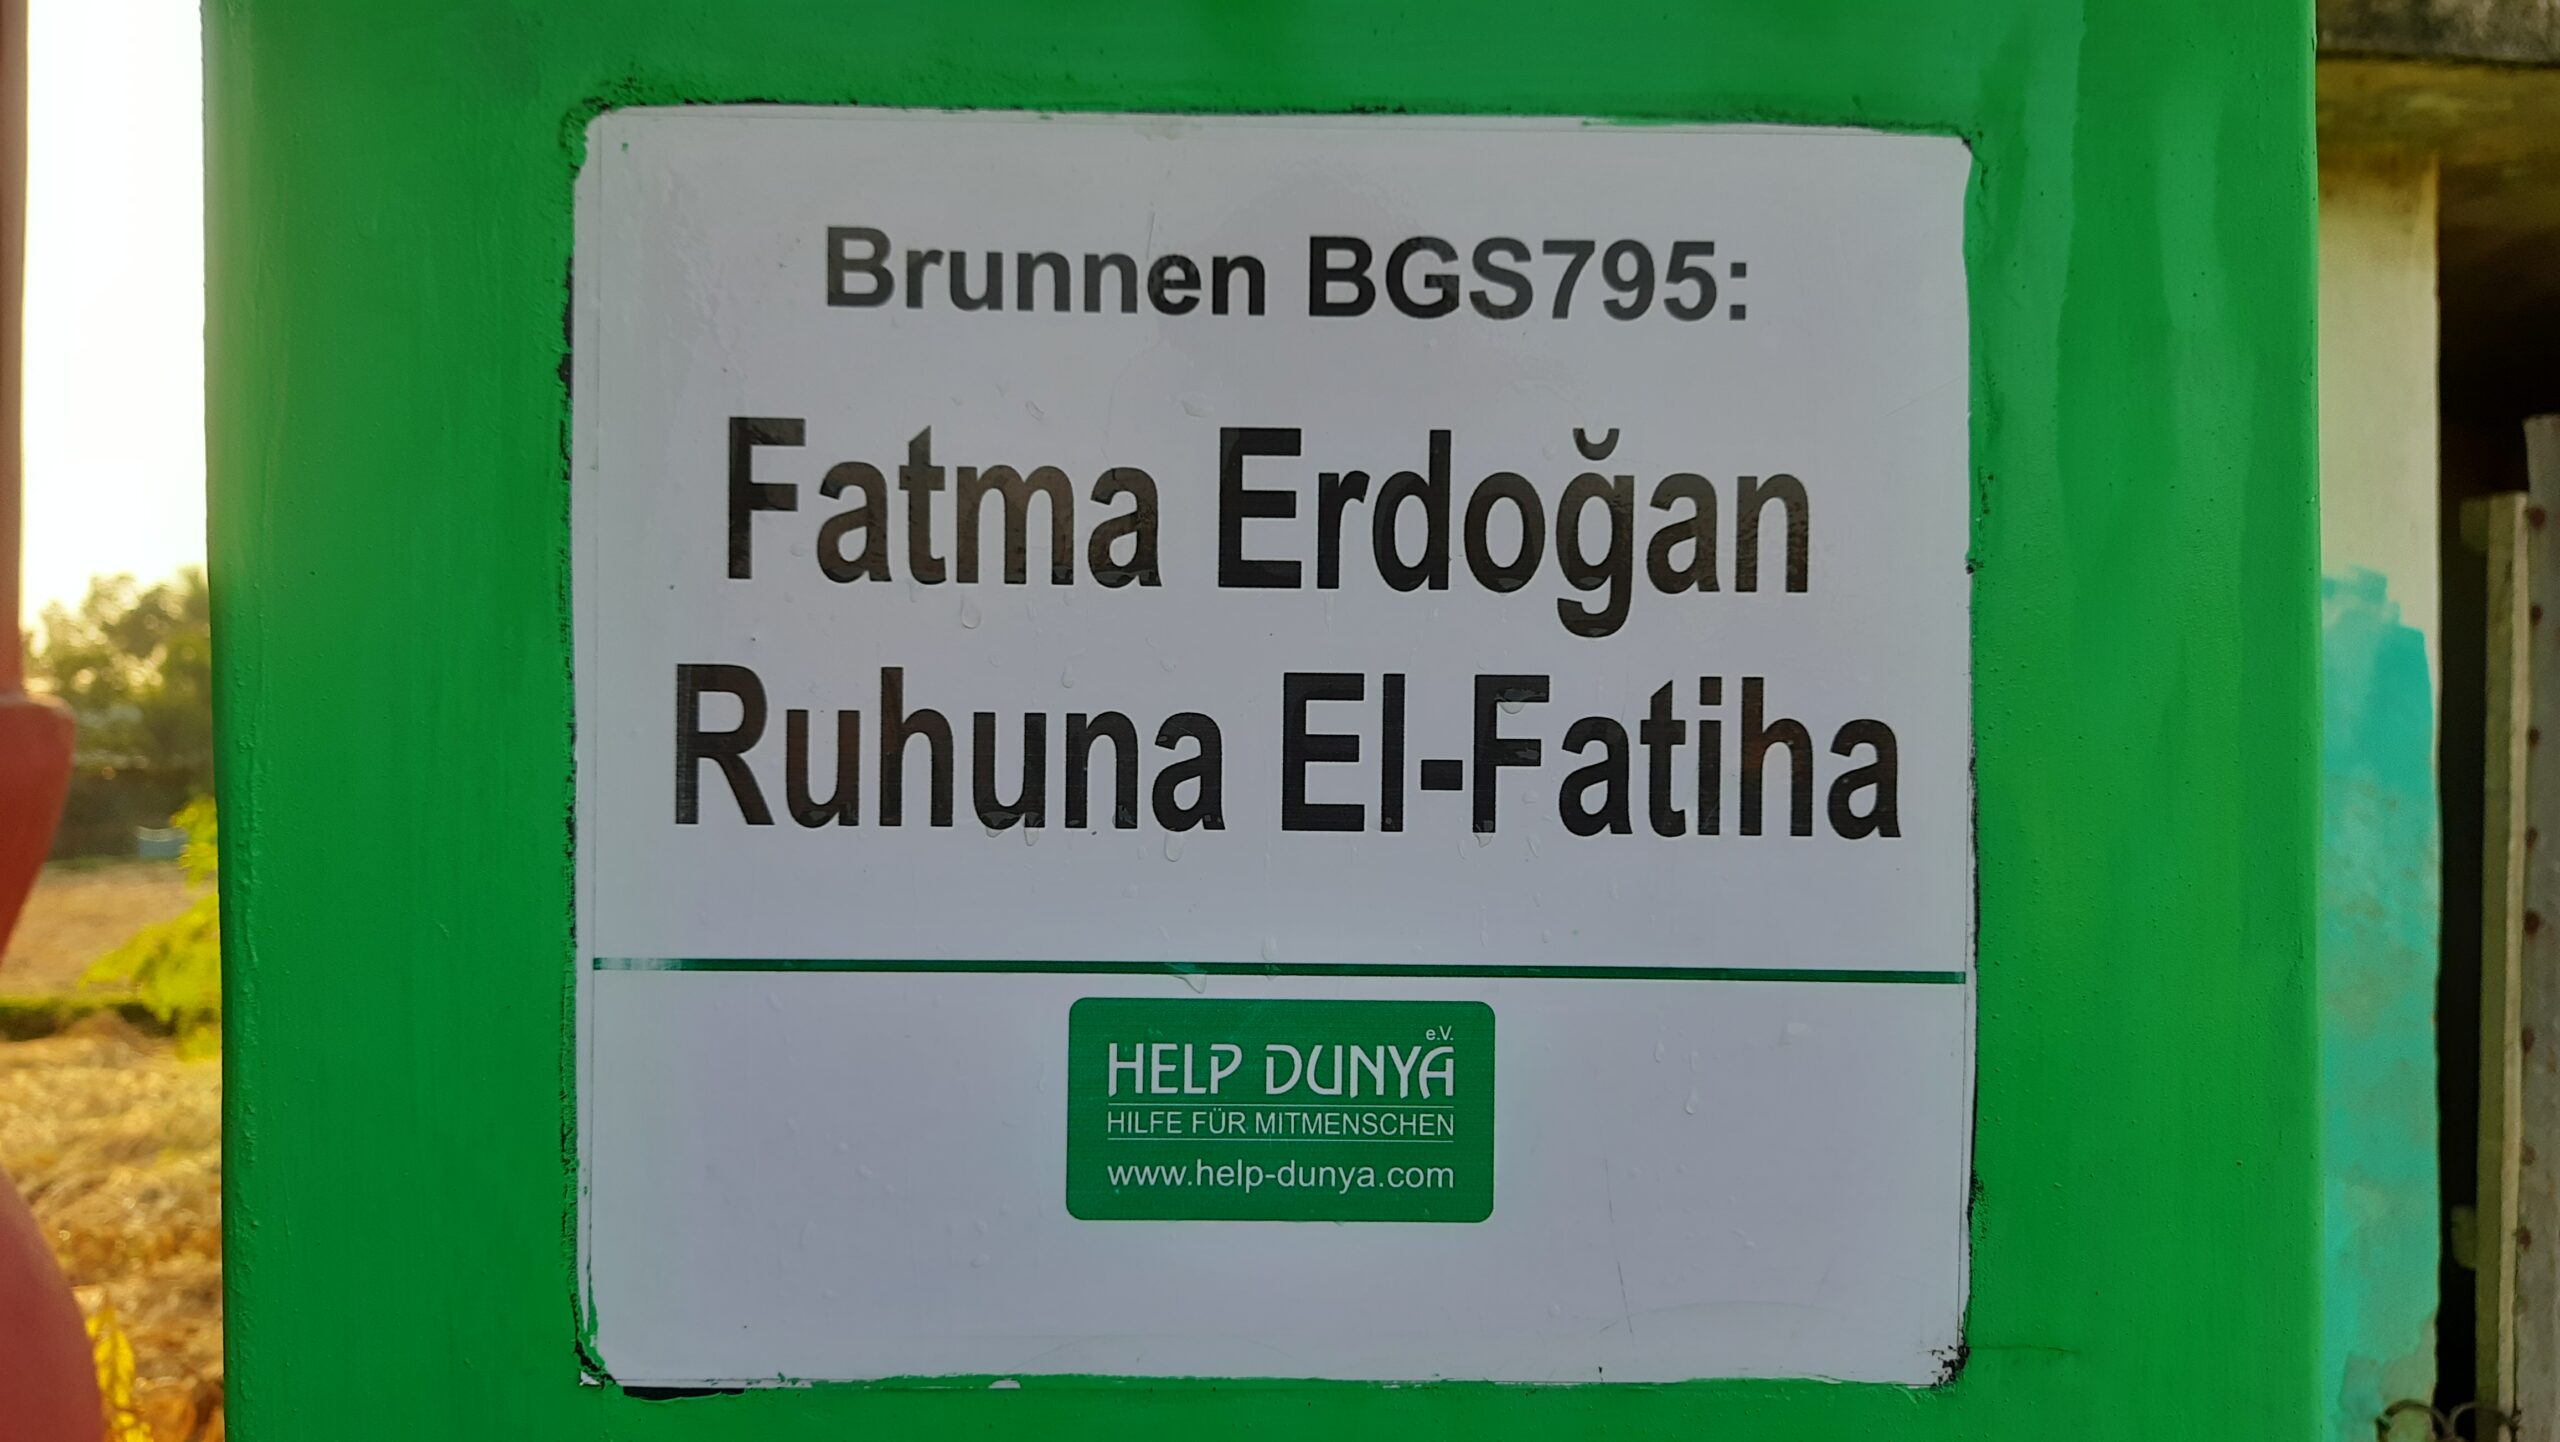 Brunnen BGS795:
Fatma Erdoğan
Ruhuna El-Fatiha
e.V.
HELP DUNYA
HILFE FÜR MITMENSCHEN
www.help-dunya.com